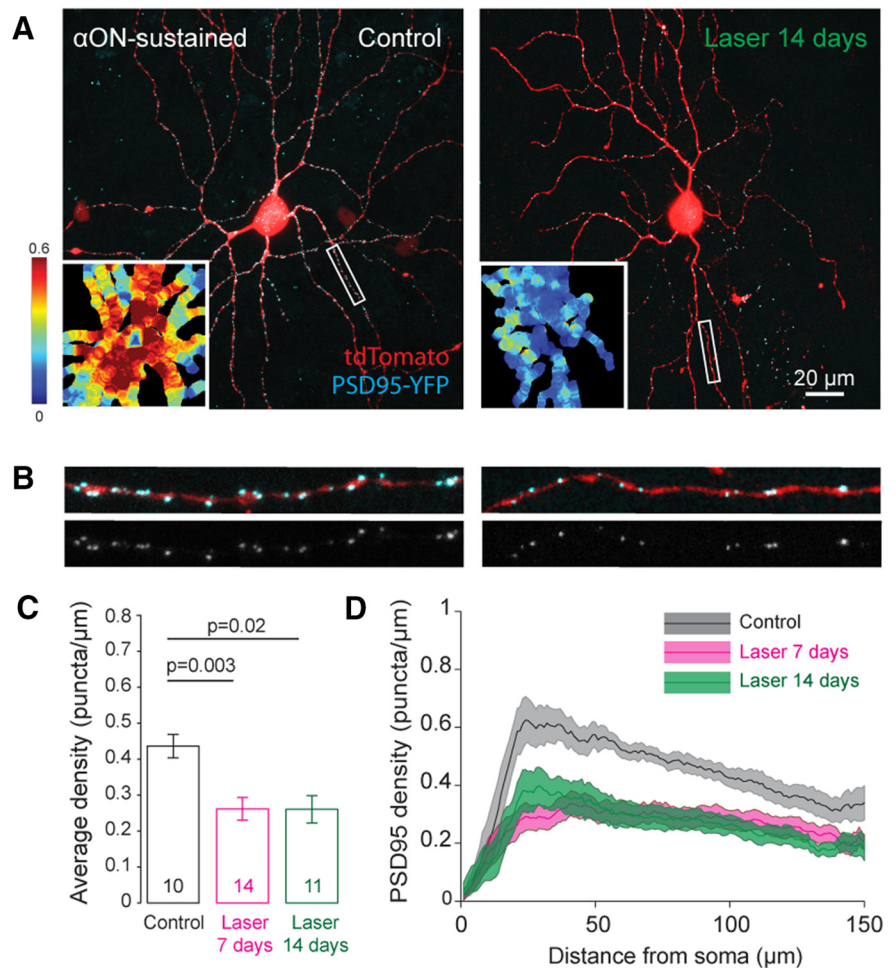 A
αON-sustained
Control
Laser 14 days
0.6
0
tdTomato
PSD95-YFP
20 µm
B
C
Average density (puncta/µm)
0.8
0.7
0.6
0.5
0.4
0.3
0.2
0.1
0
p=0.02
p=0.003
10
14
11
Control
Laser
7 days
Laser
14 days
D
PSD95 density (puncta/µm)
1
0.8
0.6
0.4
0.2
0
Control
Laser 7 days
Laser 14 days
0
50
100
150
Distance from soma (µm)